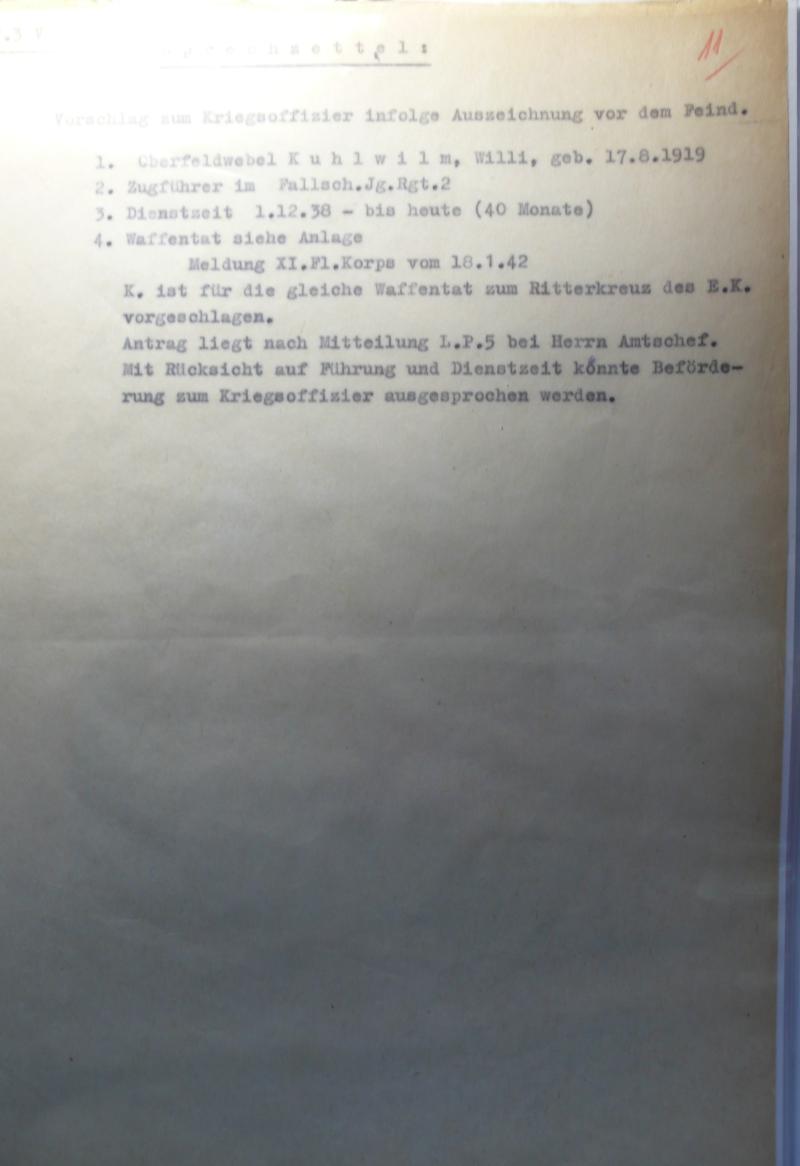 .3 V
S p r e c h z e t t e l :
11
Vorschlag zum Kriegsoffizier infolge Auszeichnung vor dem Feind.
1. Oberfeldwebel K u h l w i l m, Willi, geb. 17.8.1919
2. Zugführer im Fallsch.Jg.Rgt.2
3. Dienstzeit 1.12.38 - bis heute (40 Monate)
4. Waffentat siehe Anlage
Meldung XI.Fl.Korps vom 18.1.42
K. ist für die gleiche Waffentat zum Ritterkreuz des E.K.
vorgeschlagen.
Antrag liegt nach Mitteilung L.P.5 bei Herrn Amtschef.
Mit Rücksicht auf Führung und Dienstzeit könnte Beförde-
rung zum Kriegsoffizier ausgesprochen werden.